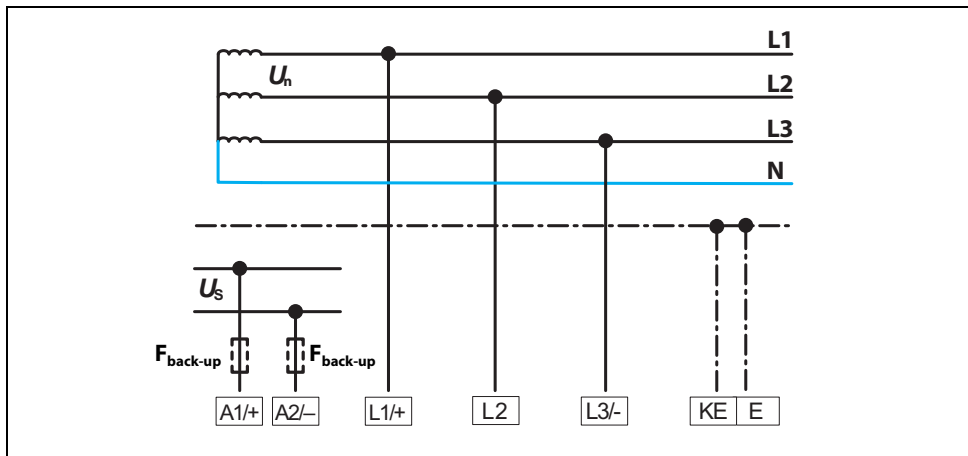 L1
Un
L2
L3
N
US
Fback-up
Fback-up
A1/+
A2/–
L1/+
L2
L3/-
KE
E